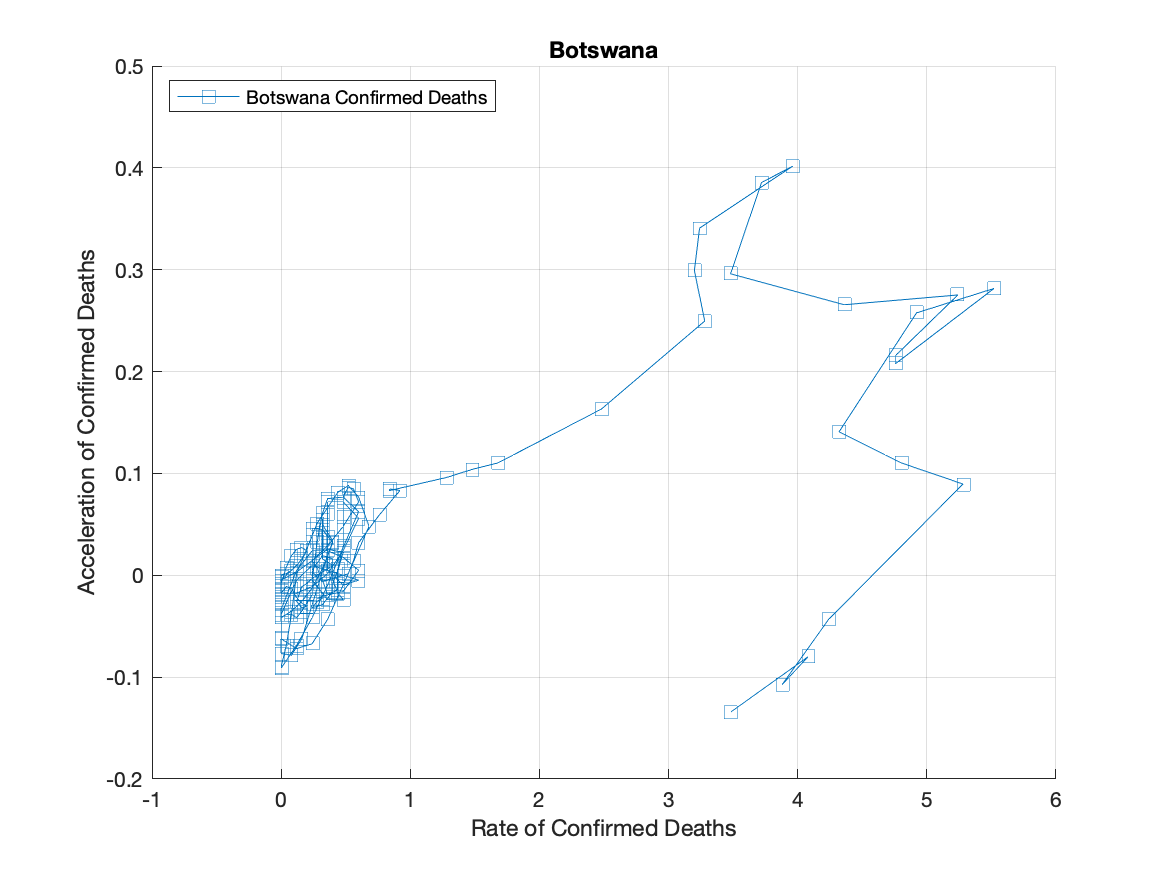 Botswana
Botswana Confirmed Deaths
Acceleration of Confirmed Deaths
0.5
0.4
0.3
0.2
0.1
0
-0.1
-0.2
-1 0 1 2 3 4 5 6
Rate of Confirmed Deaths